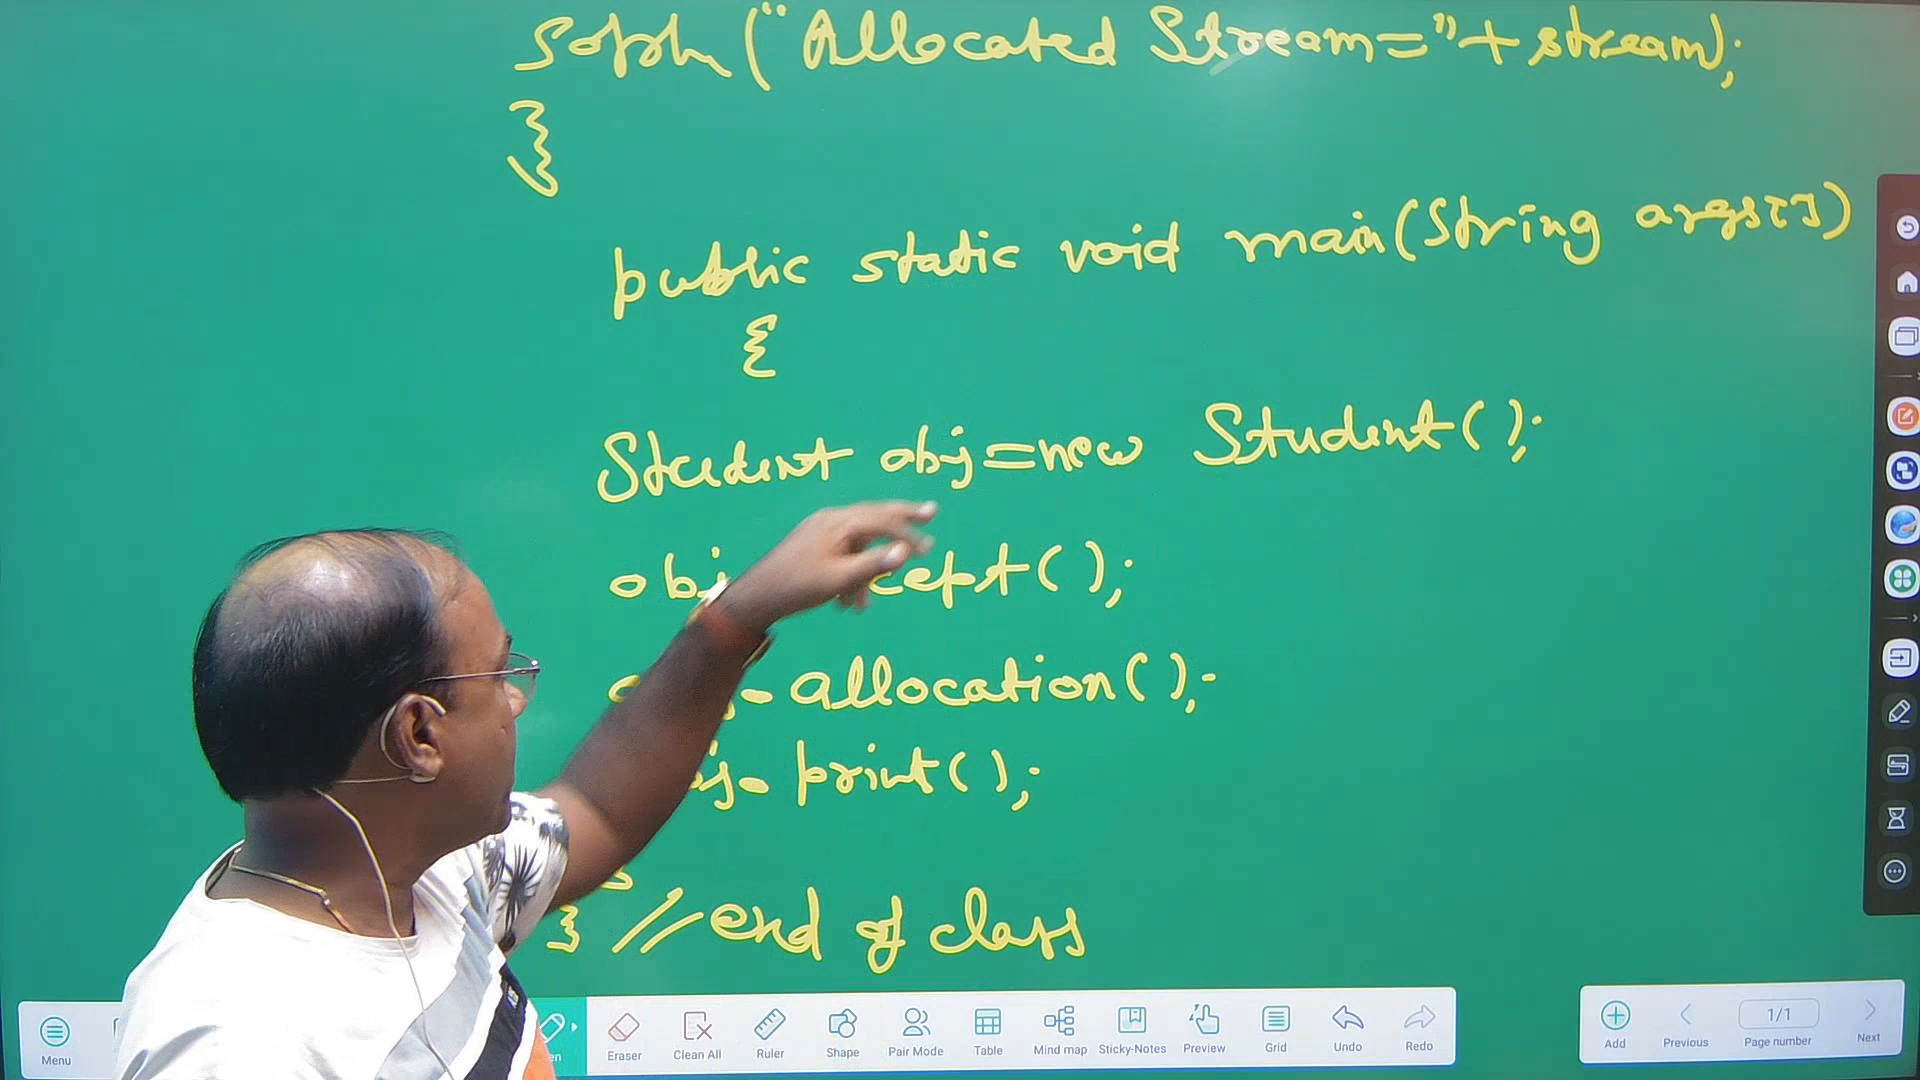 sopln("Allocated Stream="+stream);
}
public static void main(String args[])
{
Student obj=new Student();
obj cept();
. allocation();
j. print();
} //end of class
Menu
Eraser
Clean All
Ruler
Shape
Pair Mode
Table
Mind map
Sticky-Notes
Preview
Grid
Undo
Redo
Add
Previous
1/1
Page number
Next